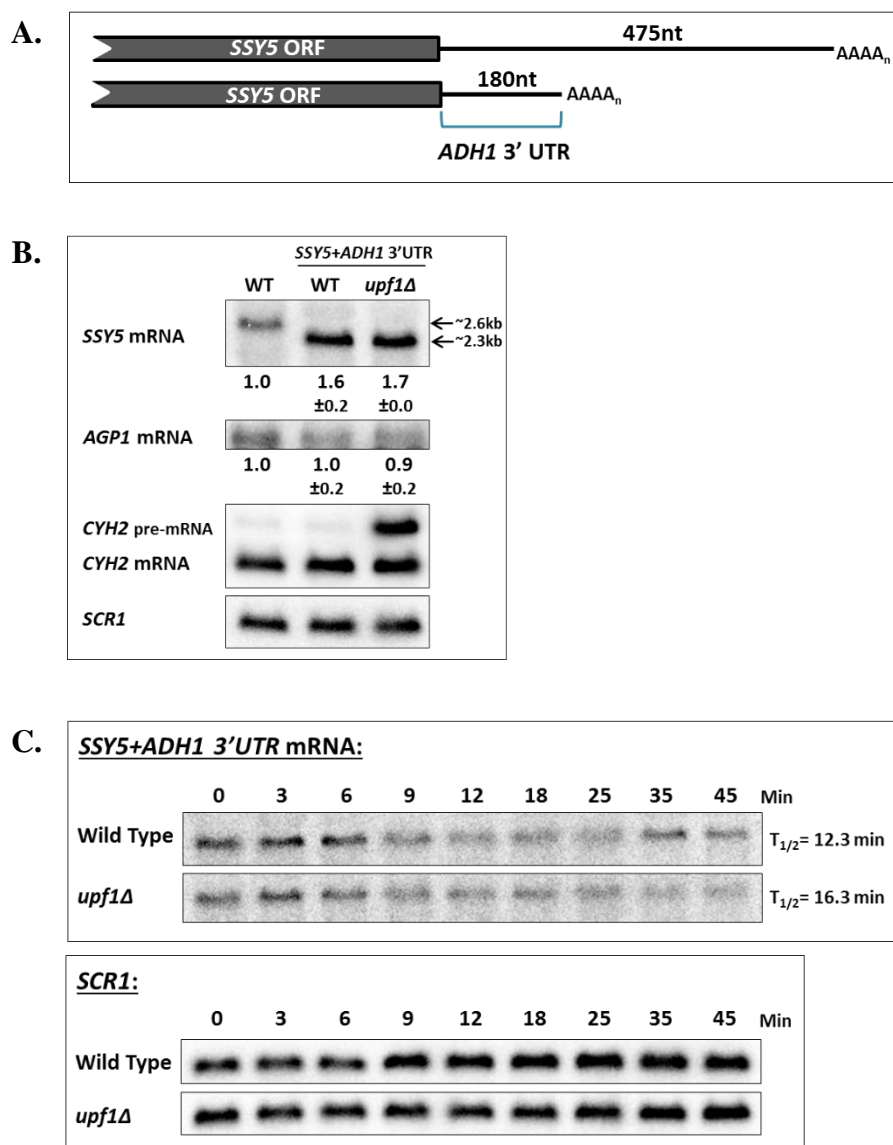 A.
SSY5 ORF
475nt
AAAAn
SSY5 ORF
180nt
AAAAn
ADH1 3' UTR
B.
SSY5+ADH1 3'UTR
WT WT upf1Δ
SSY5 mRNA
←~2.6kb
←~2.3kb
1.0 1.6 1.7
±0.2 ±0.0
AGP1 mRNA
1.0 1.0 0.9
±0.2 ±0.2
CYH2 pre-mRNA
CYH2 mRNA
SCR1
C.
SSY5+ADH1 3'UTR mRNA:
0 3 6 9 12 18 25 35 45 Min
Wild Type T1/2= 12.3 min
upf1Δ T1/2= 16.3 min
SCR1:
0 3 6 9 12 18 25 35 45 Min
Wild Type
upf1Δ